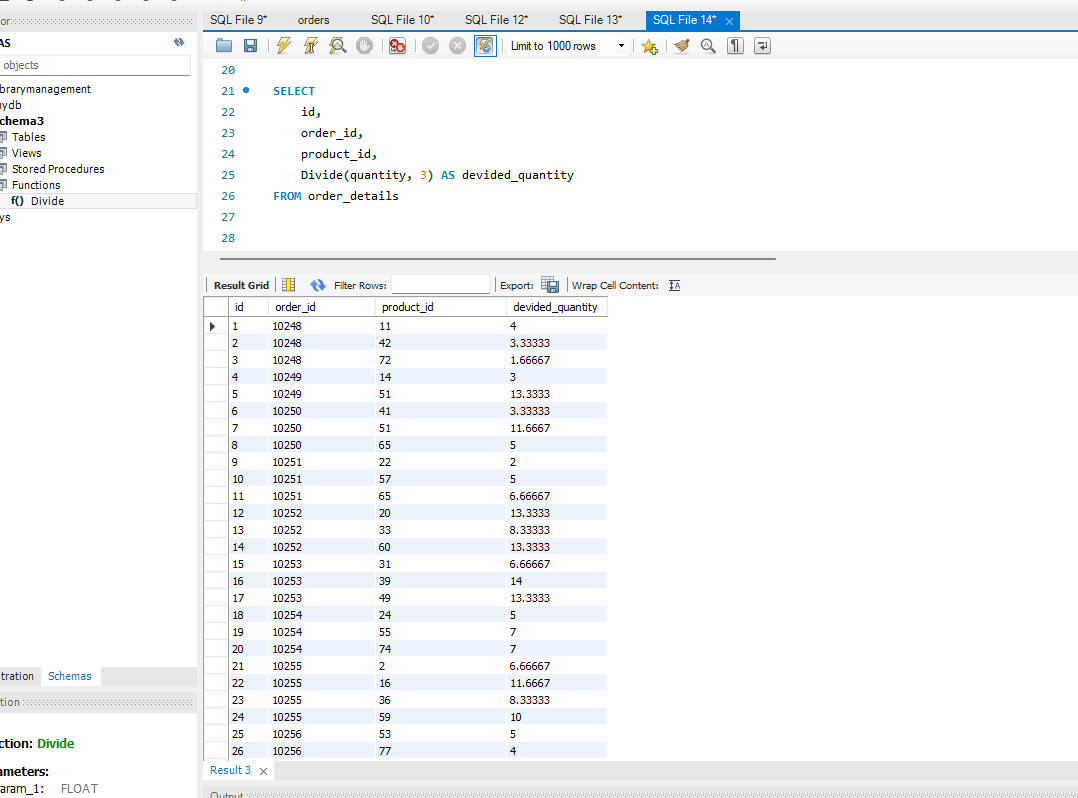 SQL File 9* orders SQL File 10* SQL File 12* SQL File 13* SQL File 14*
AS
Limit to 1000 rows
objects
20
21 SELECT
22 id,
23 order_id,
24 product_id,
25 Divide(quantity, 3) AS devided_quantity
26 FROM order_details
27
28
brarymanagement
ydb
chema3
Tables
Views
Stored Procedures
Functions
f() Divide
ys
Result Grid Filter Rows: Export: Wrap Cell Content:
id order_id product_id devided_quantity
1 10248 11 4
2 10248 42 3.33333
3 10248 72 1.66667
4 10249 14 3
5 10249 51 13.3333
6 10250 41 3.33333
7 10250 51 11.6667
8 10250 65 5
9 10251 22 2
10 10251 57 5
11 10251 65 6.66667
12 10252 20 13.3333
13 10252 33 8.33333
14 10252 60 13.3333
15 10253 31 6.66667
16 10253 39 14
17 10253 49 13.3333
18 10254 24 5
19 10254 55 7
20 10254 74 7
21 10255 2 6.66667
22 10255 16 11.6667
23 10255 36 8.33333
24 10255 59 10
25 10256 53 5
26 10256 77 4
tration Schemas
tion
ction: Divide
ameters:
aram_1: FLOAT
Result 3
Output